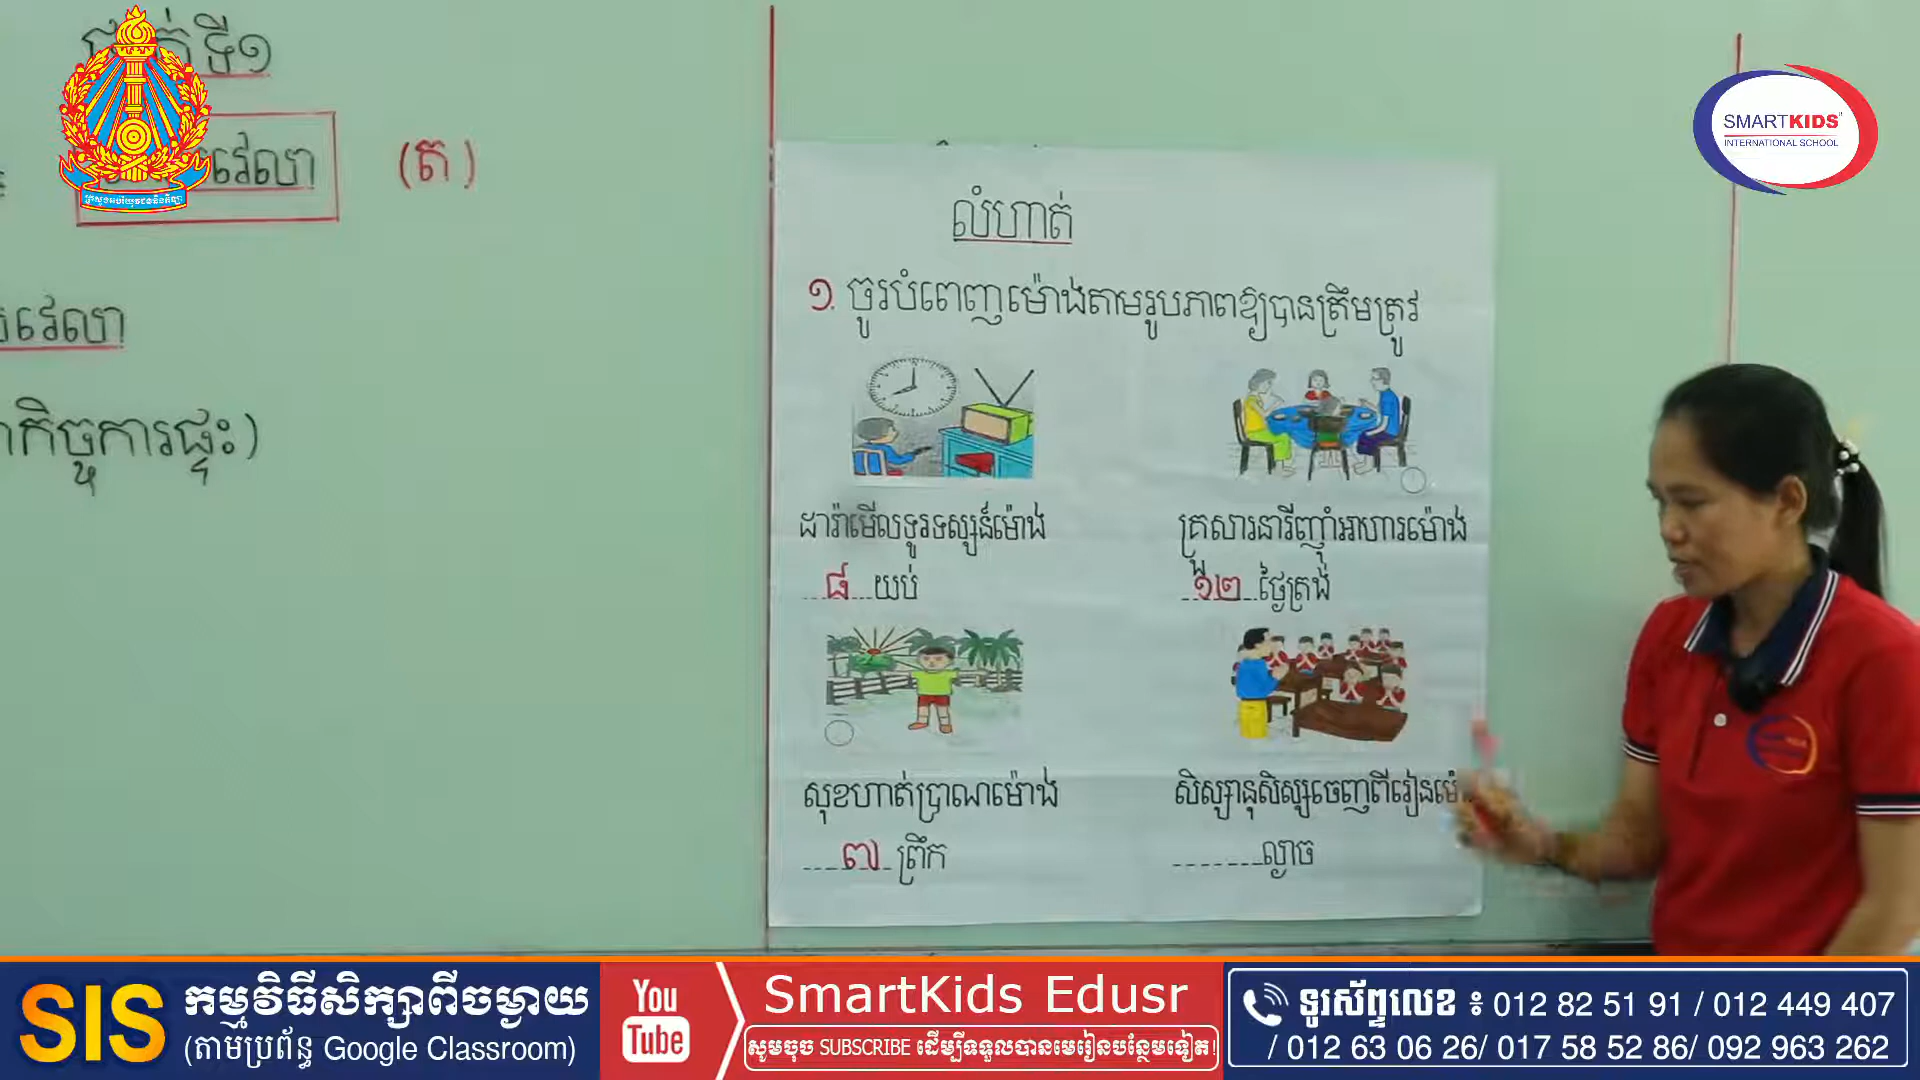 ទី១
វេលា
(ត)
វេលា
កិច្ចការផ្ទះ)
លំហាត់
១. ចូរបំពេញម៉ោងតាមរូបភាពឱ្យបានត្រឹមត្រូវ
ដារ៉ាមើលទូរទស្សន៍ម៉ោង
៨ យប់
គ្រួសារនារីញ៉ាំអាហារម៉ោង
១២ ថ្ងៃត្រង់
សុខហាត់ប្រាណម៉ោង
៧ ព្រឹក
សិស្សានុសិស្សចេញពីរៀនម៉ោ
ល្ងាច
SMARTKIDS
INTERNATIONAL SCHOOL
SIS
កម្មវិធីសិក្សាពីចម្ងាយ
(តាមប្រព័ន្ធ Google Classroom)
You
Tube
SmartKids Edusr
សូមចុច SUBSCRIBE ដើម្បីទទួលបានមេរៀនបន្ថែមទៀត!
ទូរស័ព្ទលេខ ៖ 012 82 51 91 / 012 449 407
/ 012 63 06 26/ 017 58 52 86/ 092 963 262